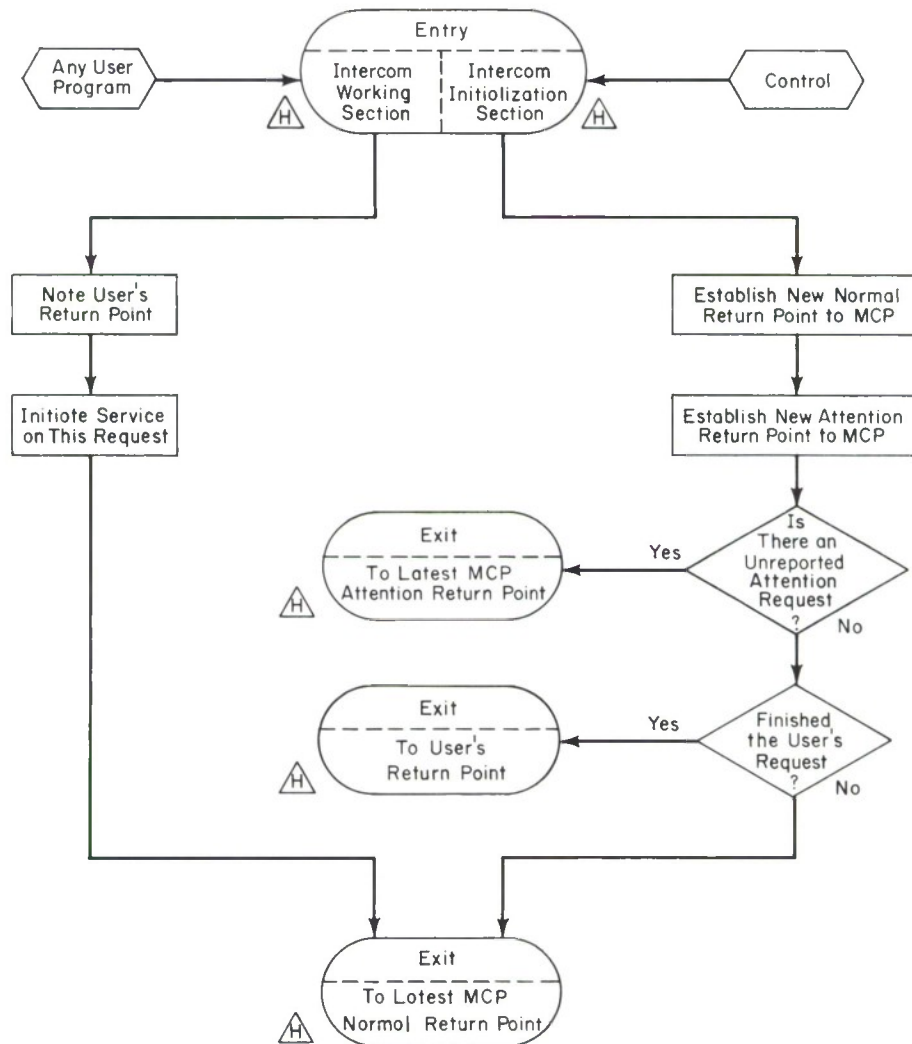 Entry
Any User
Program
Intercom
Working
Section
Intercom
Initiolization
Section
Control
H
H
Note User's
Return Point
Establish New Normal
Return Point to MCP
Initiote Service
on This Request
Establish New Attention
Return Point to MCP
Exit
To Latest MCP
Attention Return Point
H
Yes
Is
There an
Unreported
Attention
Request
?
No
Exit
To User's
Return Point
H
Yes
Finished
the User's
Request
?
No
Exit
To Lotest MCP
Normal Return Point
H